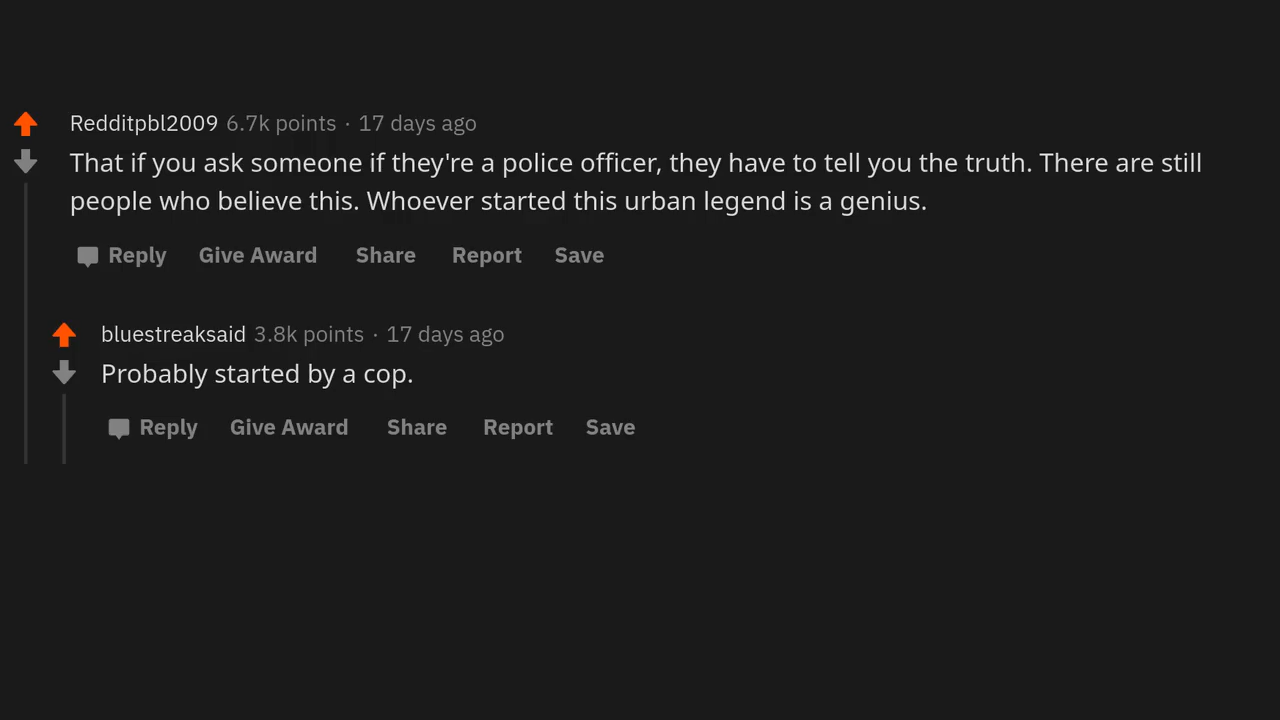 Redditpbl2009 6.7k points · 17 days ago
That if you ask someone if they're a police officer, they have to tell you the truth. There are still
people who believe this. Whoever started this urban legend is a genius.
Reply Give Award Share Report Save
bluestreaksaid 3.8k points · 17 days ago
Probably started by a cop.
Reply Give Award Share Report Save